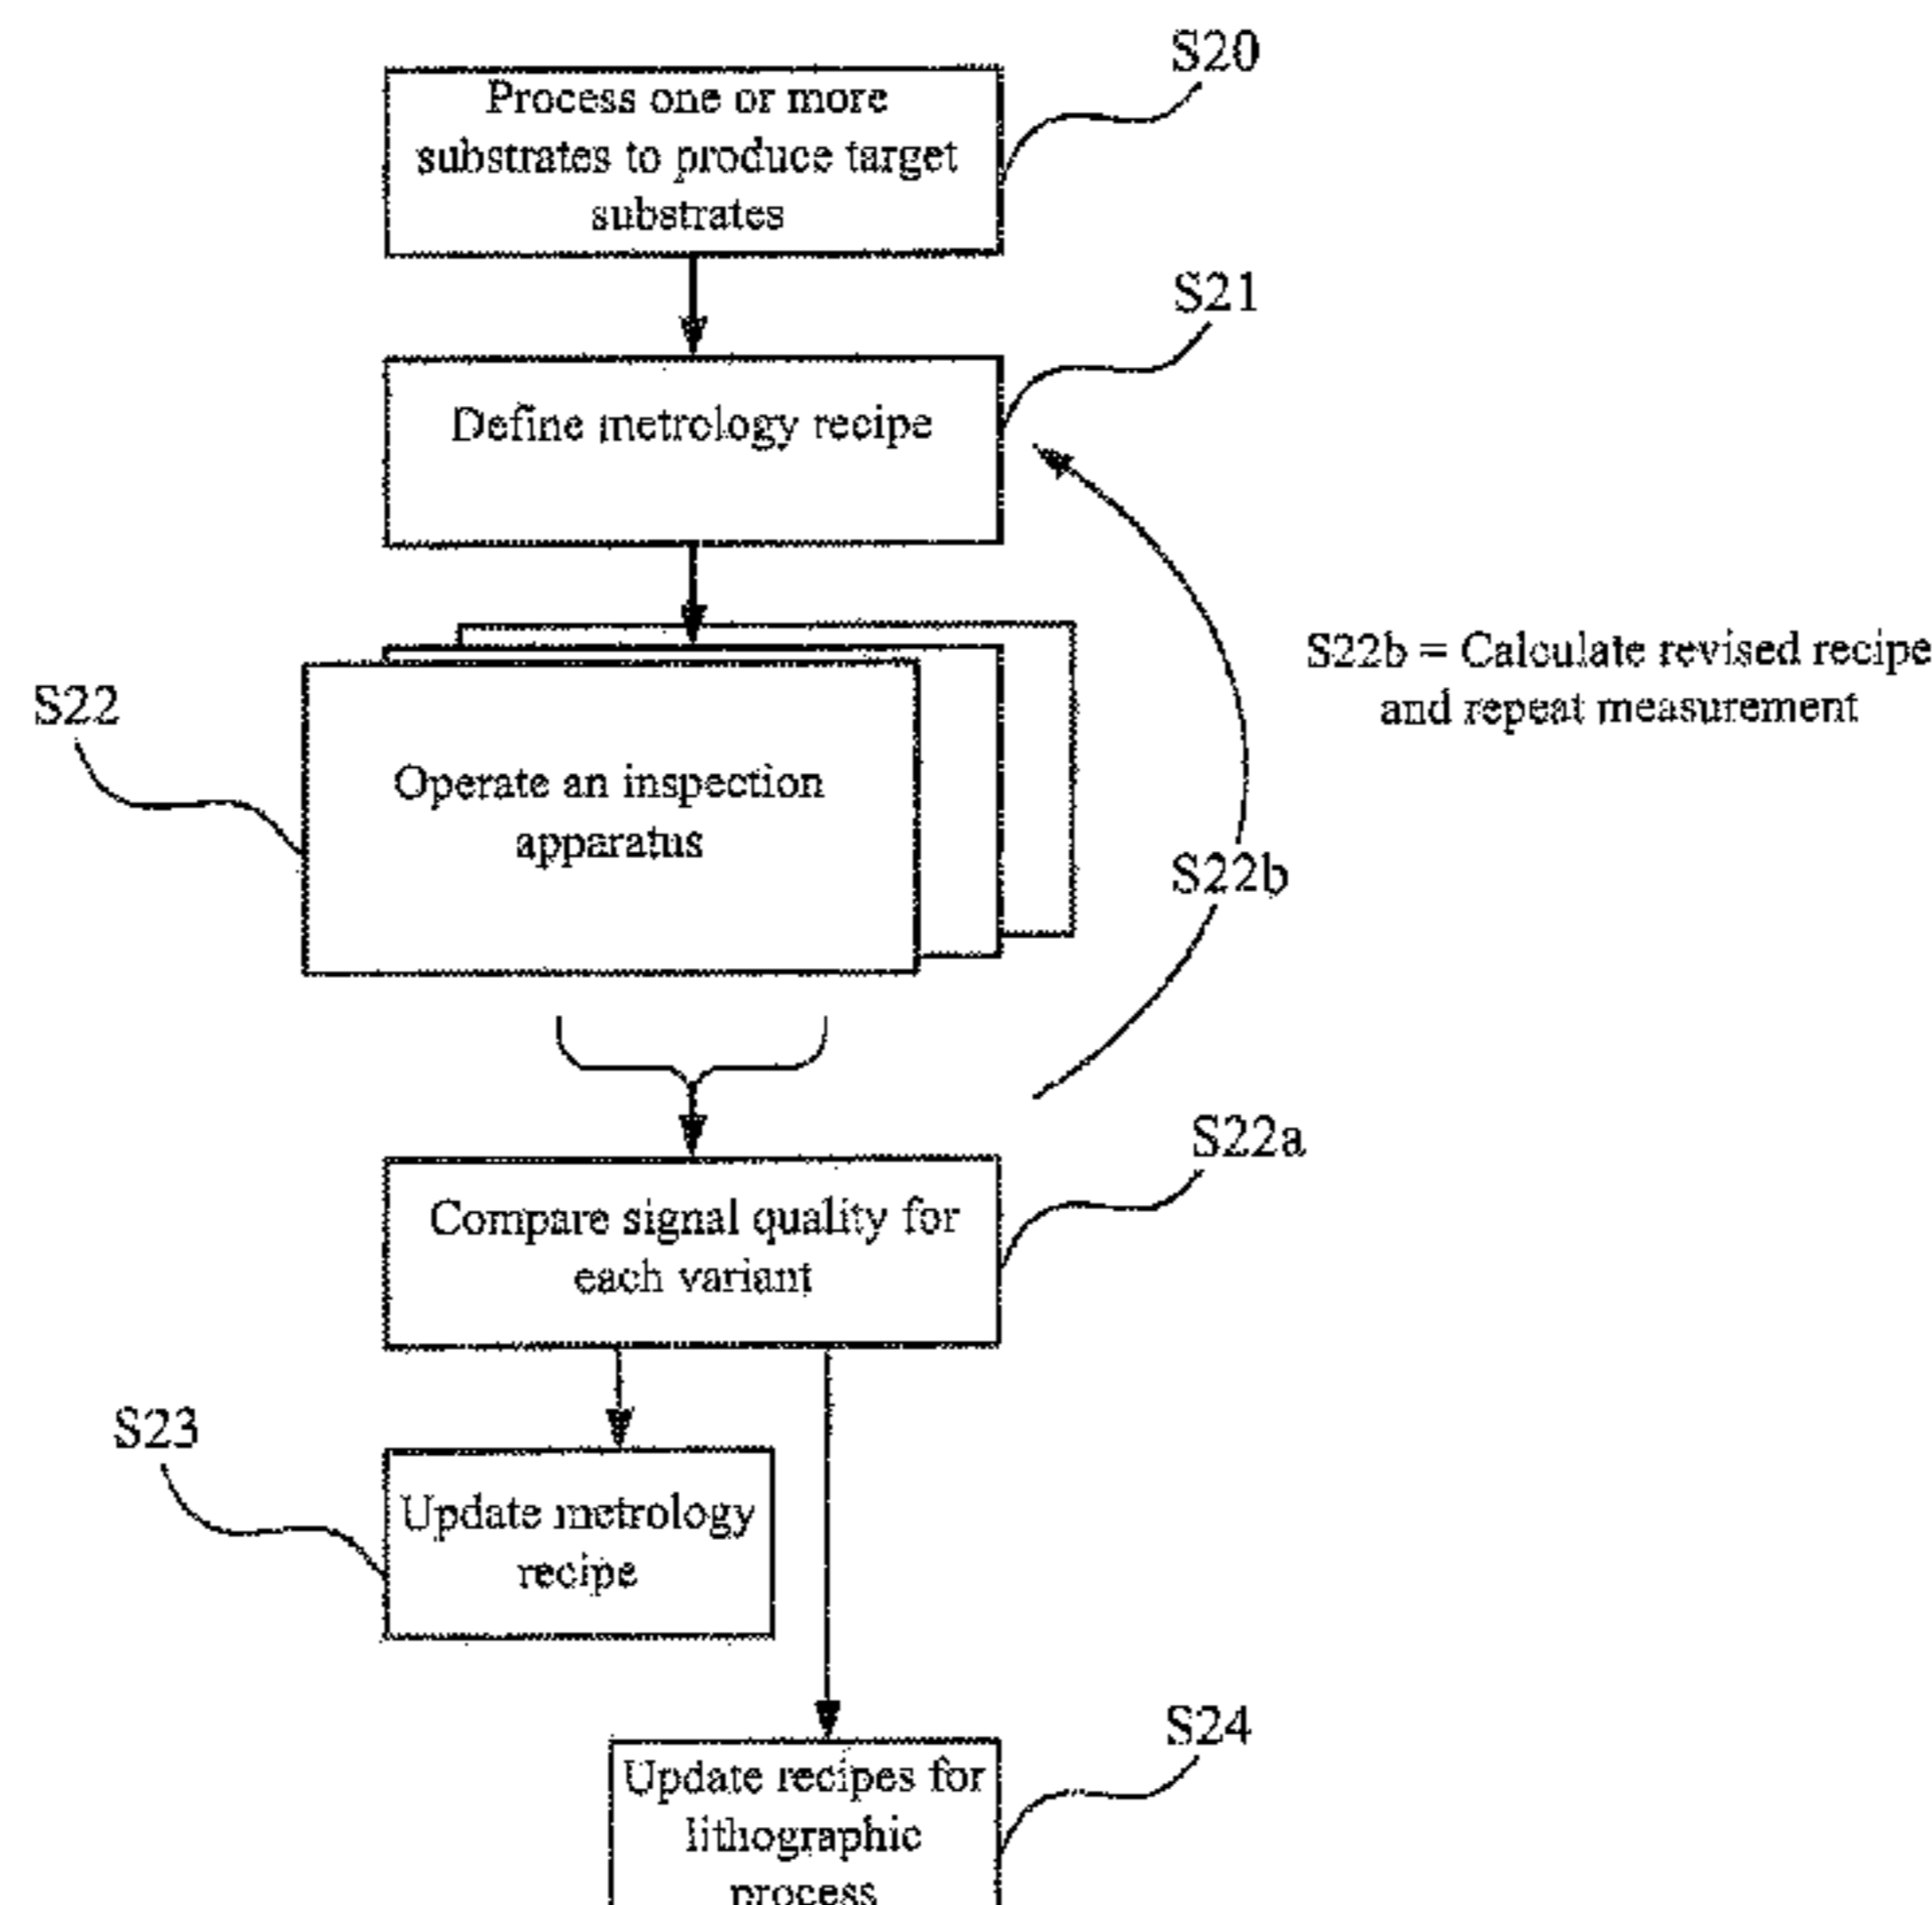 S20
Process one or more
substrates to produce target
substrates
S21
Define metrology recipe
S22b = Calculate revised recipe
and repeat measurement
S22
Operate an inspection
apparatus
S22b
S22a
Compare signal quality for
each variant
S23
Update metrology
recipe
S24
Update recipes for
lithographic
process